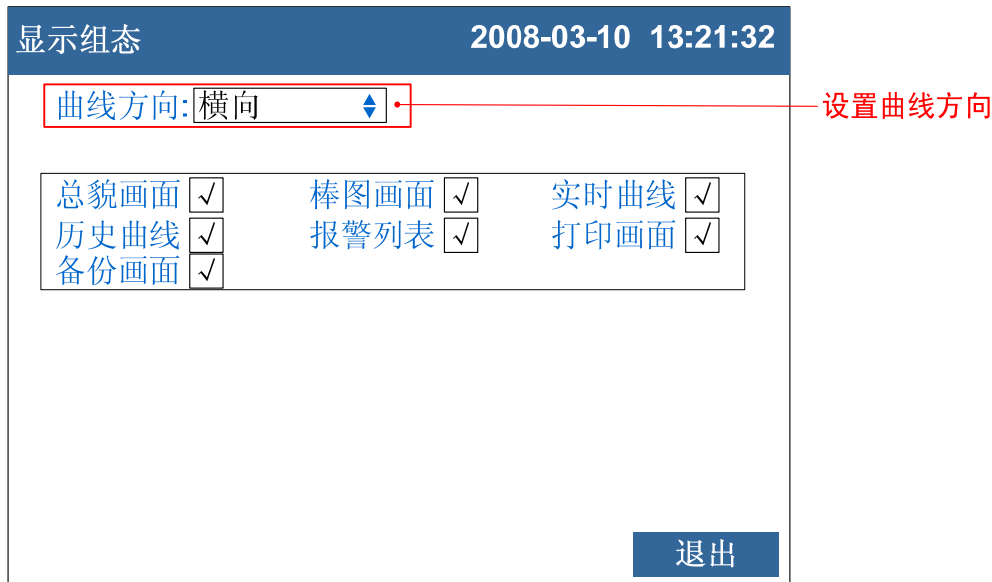 显示组态 2008-03-10 13:21:32
曲线方向: 横向 设置曲线方向
总貌画面 √ 棒图画面 √ 实时曲线 √
历史曲线 √ 报警列表 √ 打印画面 √
备份画面 √
退出